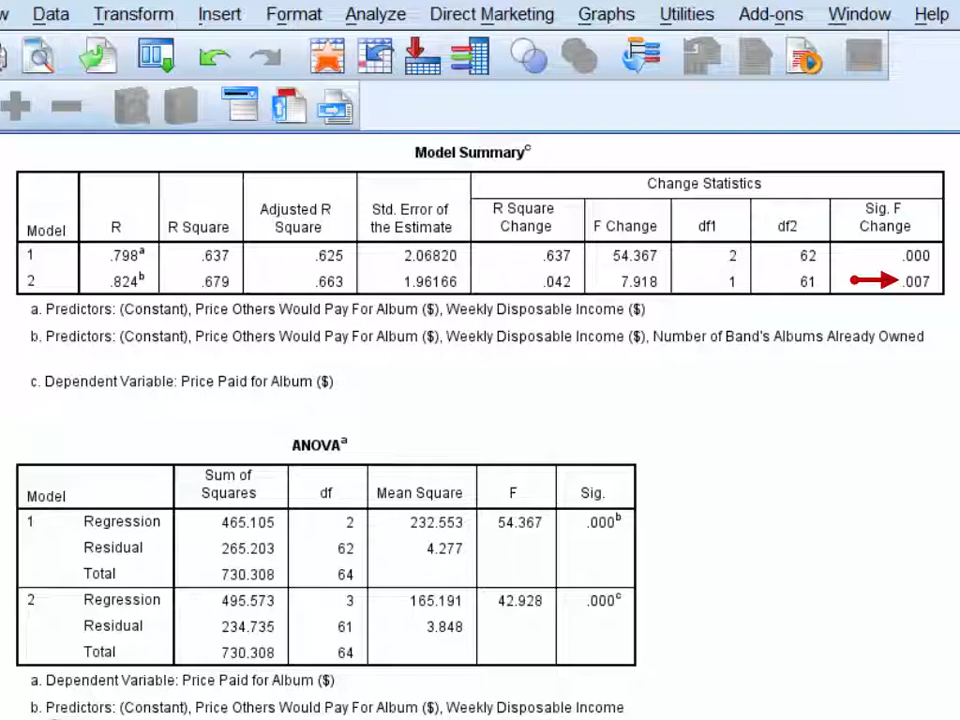 Data Transform Insert Format Analyze Direct Marketing Graphs Utilities Add-ons Window Help
Model Summaryc
Change Statistics
Model R R Square Adjusted R Square Std. Error of the Estimate R Square Change F Change df1 df2 Sig. F Change
1 .798a .637 .625 2.06820 .637 54.367 2 62 .000
2 .824b .679 .663 1.96166 .042 7.918 1 61 .007
a. Predictors: (Constant), Price Others Would Pay For Album ($), Weekly Disposable Income ($)
b. Predictors: (Constant), Price Others Would Pay For Album ($), Weekly Disposable Income ($), Number of Band's Albums Already Owned
c. Dependent Variable: Price Paid for Album ($)
ANOVAa
Model Sum of Squares df Mean Square F Sig.
1 Regression 465.105 2 232.553 54.367 .000b
Residual 265.203 62 4.277
Total 730.308 64
2 Regression 495.573 3 165.191 42.928 .000c
Residual 234.735 61 3.848
Total 730.308 64
a. Dependent Variable: Price Paid for Album ($)
b. Predictors: (Constant), Price Others Would Pay For Album ($), Weekly Disposable Income